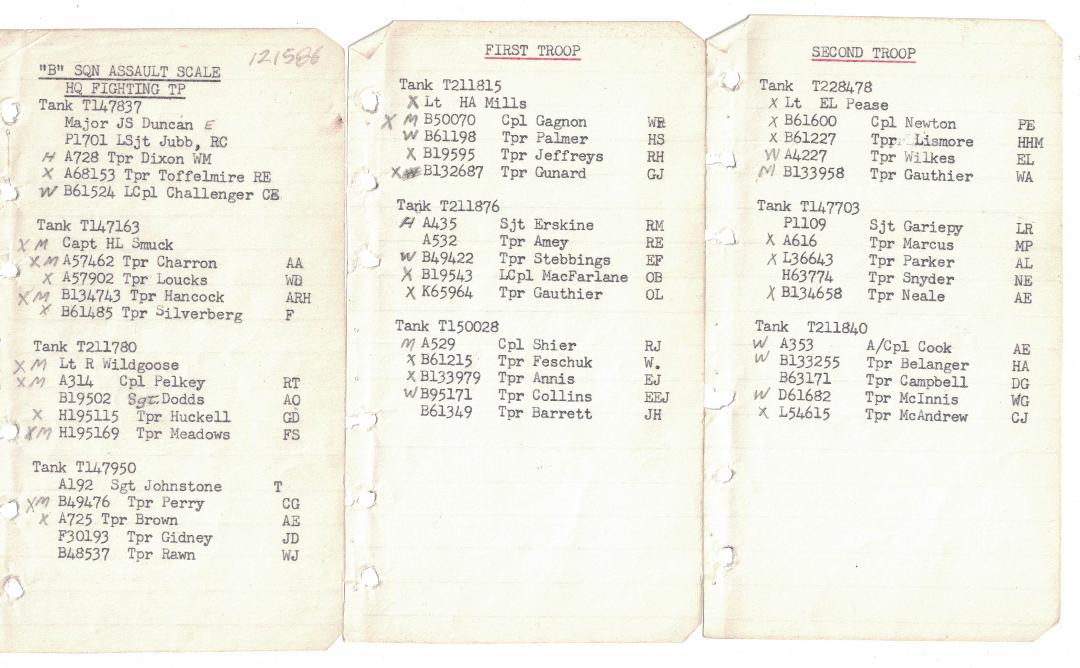 121586
"B" SQN ASSAULT SCALE
HQ FIGHTING TP
Tank T147837
Major JS Duncan E
P1701 LSjt Jubb, RC
H A728 Tpr Dixon WM
X A68153 Tpr Toffelmire RE
W B61524 LCpl Challenger CE
Tank T147163
X M Capt HL Smuck
X M A57462 Tpr Charron AA
X A57902 Tpr Loucks WB
X M B134743 Tpr Hancock ARH
X B61485 Tpr Silverberg F
Tank T211780
X M Lt R Wildgoose
X M A314 Cpl Pelkey RT
B19502 Sgt Dodds AO
X H195115 Tpr Huckell GD
X M H195169 Tpr Meadows FS
Tank T147950
A192 Sgt Johnstone T
X M B49476 Tpr Perry CG
X A725 Tpr Brown AE
F30193 Tpr Gidney JD
B48537 Tpr Rawn WJ
FIRST TROOP
Tank T211815
X Lt HA Mills
X M B50070 Cpl Gagnon WR
W B61198 Tpr Palmer HS
X B19595 Tpr Jeffreys RH
X W B132687 Tpr Gunard GJ
Tank T211876
H A435 Sjt Erskine RM
A532 Tpr Amey RE
W B49422 Tpr Stebbings EF
X B19543 LCpl MacFarlane OB
X K65964 Tpr Gauthier OL
Tank T150028
M A529 Cpl Shier RJ
X B61215 Tpr Feschuk W.
X B133979 Tpr Annis EJ
W B95171 Tpr Collins EEJ
B61349 Tpr Barrett JH
SECOND TROOP
Tank T228478
X Lt EL Pease
X B61600 Cpl Newton PE
X B61227 Tpr Lismore HHM
W A4227 Tpr Wilkes EL
M B133958 Tpr Gauthier WA
Tank T147703
P1109 Sjt Gariepy LR
X A616 Tpr Marcus MP
X L36643 Tpr Parker AL
H63774 Tpr Snyder NE
X B134658 Tpr Neale AE
Tank T211840
W A353 A/Cpl Cook AE
W B133255 Tpr Belanger HA
B63171 Tpr Campbell DG
W D61682 Tpr McInnis WG
X L54615 Tpr McAndrew CJ